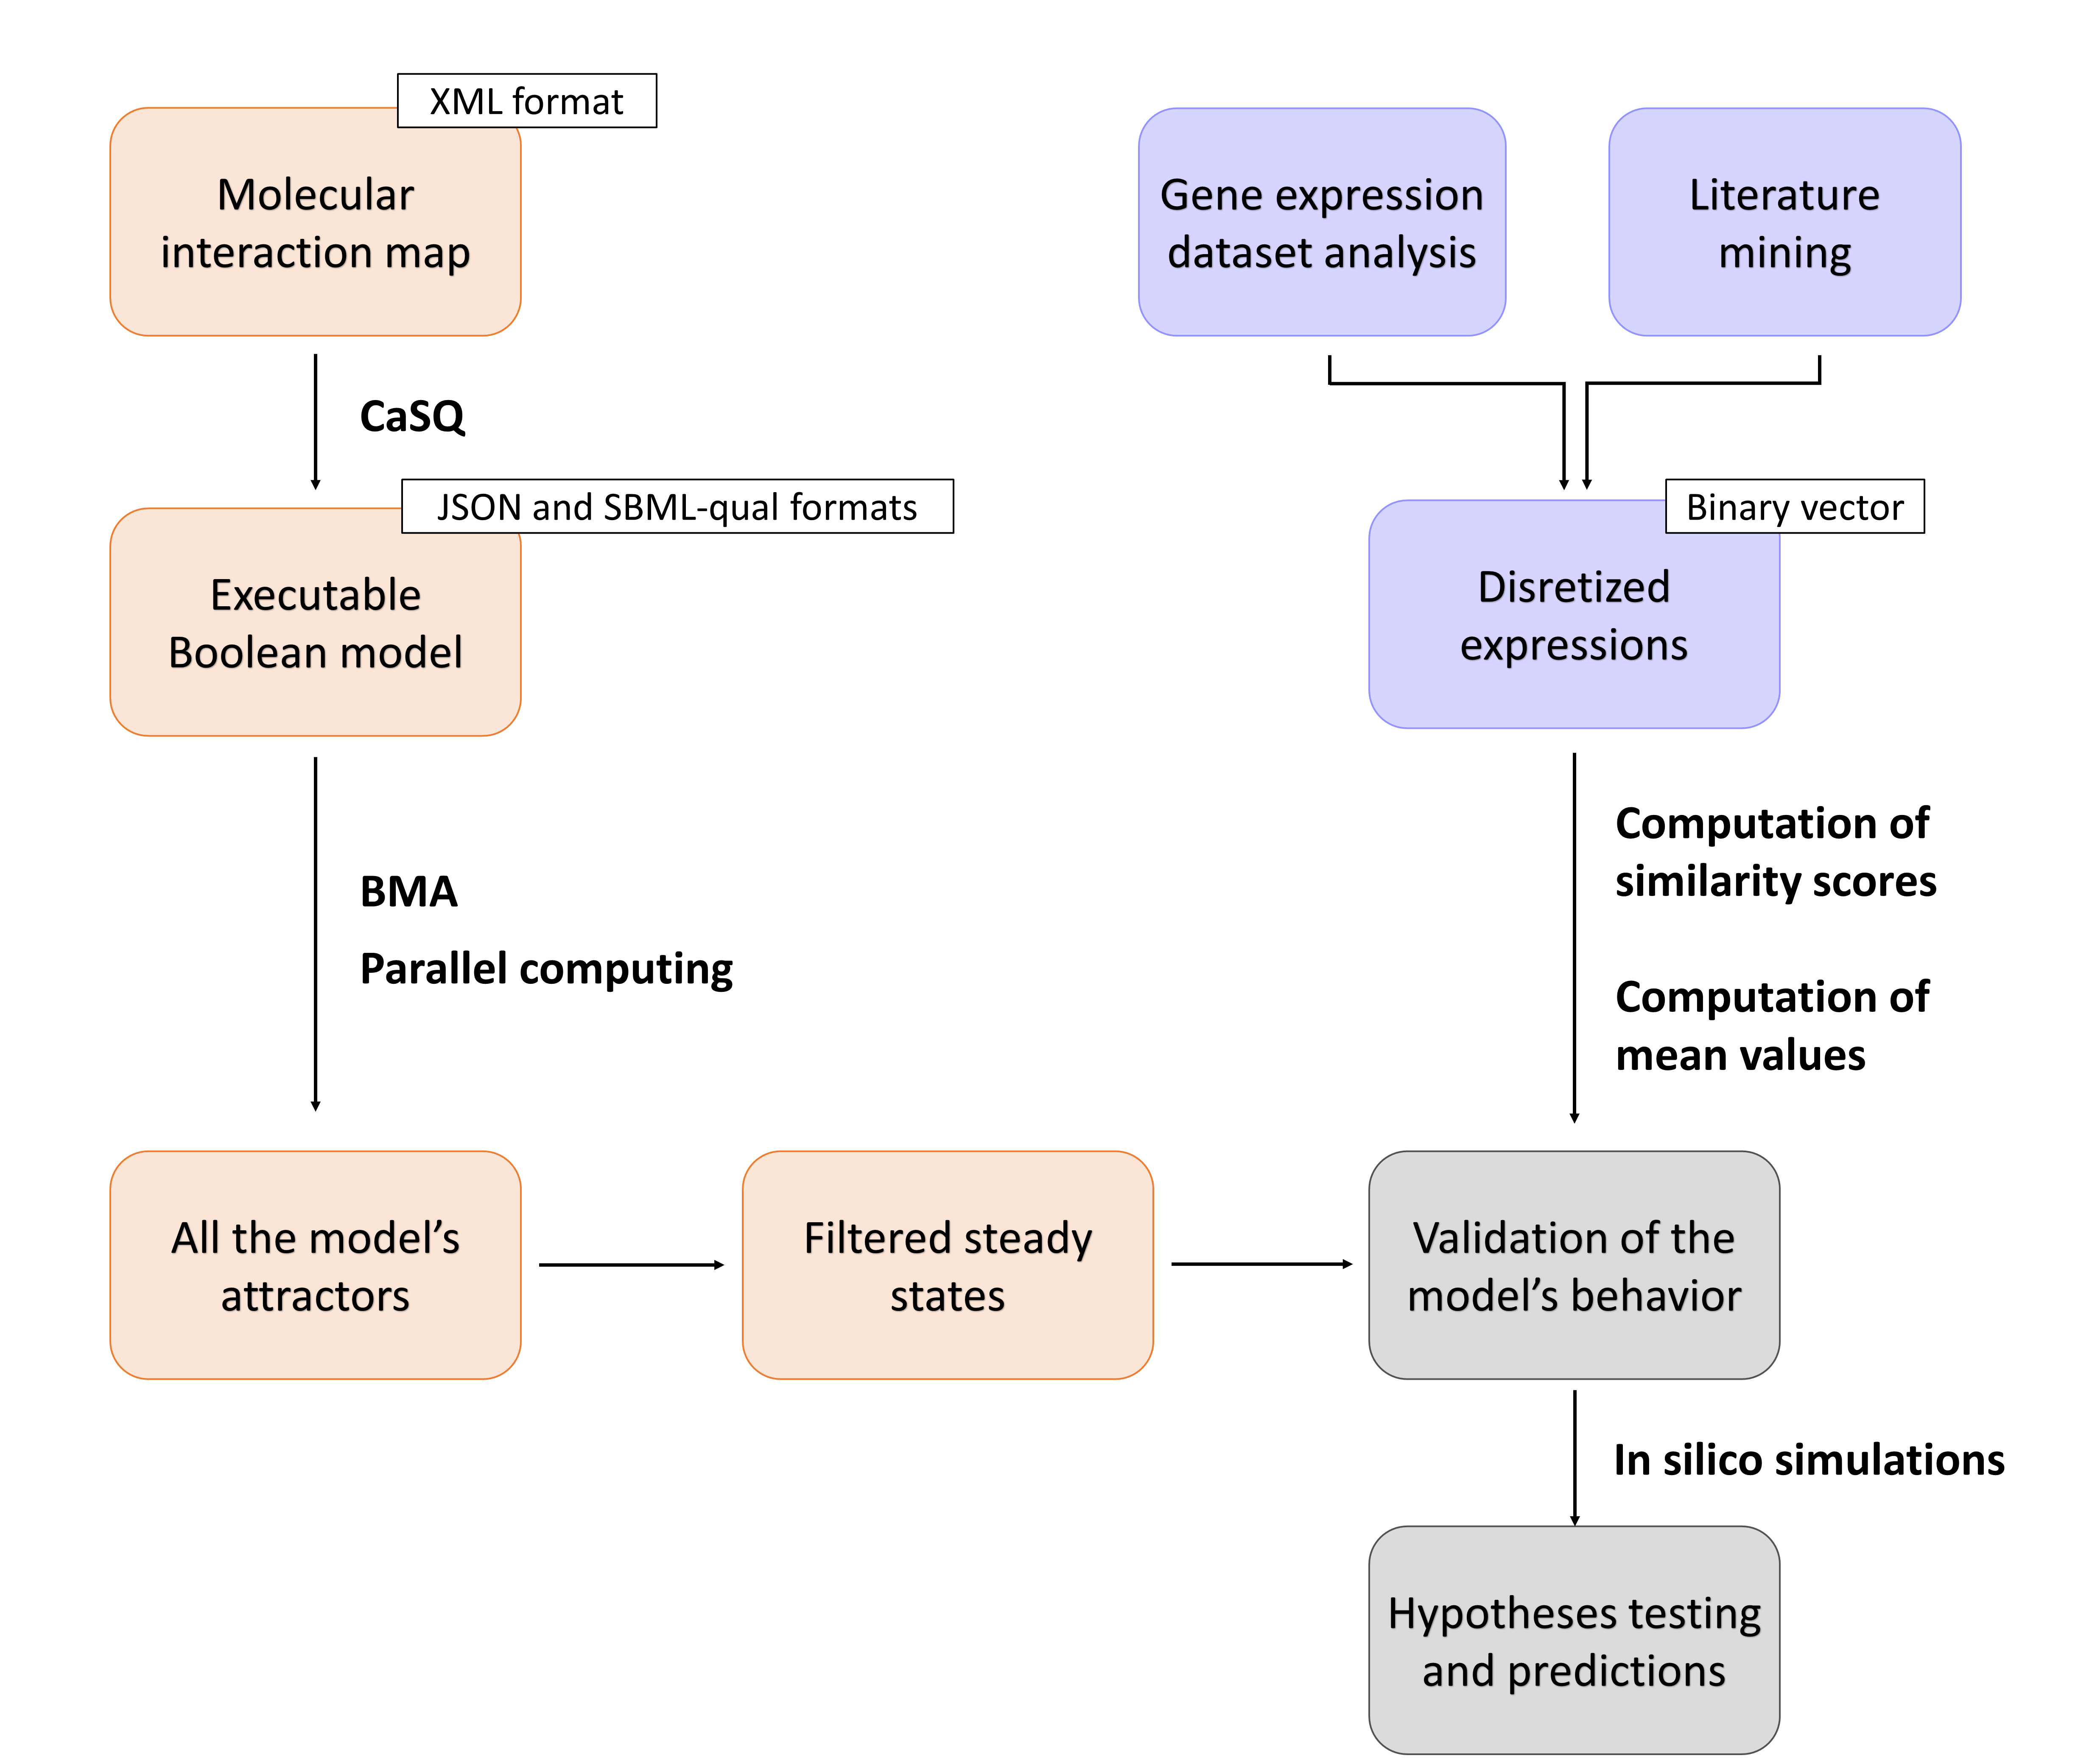 XML format
Molecular
interaction map
Gene expression
dataset analysis
Literature
mining
CaSQ
JSON and SBML-qual formats
Executable
Boolean model
Binary vector
Disretized
expressions
BMA
Parallel computing
Computation of
similarity scores
Computation of
mean values
All the model’s
attractors
Filtered steady
states
Validation of the
model’s behavior
In silico simulations
Hypotheses testing
and predictions